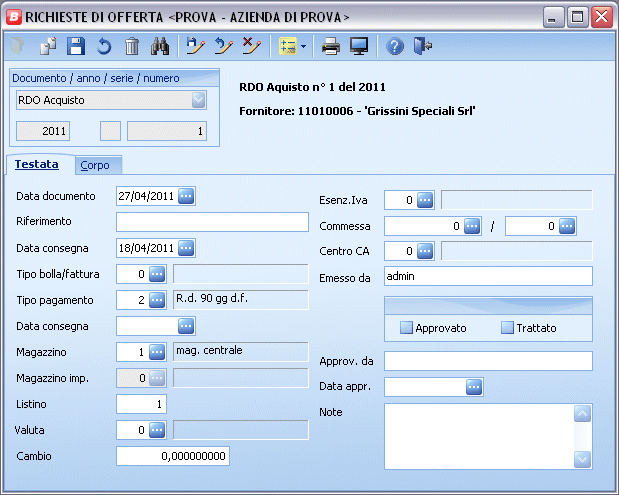 B RICHIESTE DI OFFERTA <PROVA - AZIENDA DI PROVA>
Documento / anno / serie / numero
RDO Acquisto
2011 1
RDO Aquisto n° 1 del 2011
Fornitore: 11010006 - 'Grissini Speciali Srl'
Testata Corpo
Data documento 27/04/2011
Riferimento
Data consegna 18/04/2011
Tipo bolla/fattura 0
Tipo pagamento 2 R.d. 90 gg d.f.
Data consegna
Magazzino 1 mag. centrale
Magazzino imp. 0
Listino 1
Valuta 0
Cambio 0,000000000
Esenz.Iva 0
Commessa 0 / 0
Centro CA 0
Emesso da admin
Approvato Trattato
Approv. da
Data appr.
Note